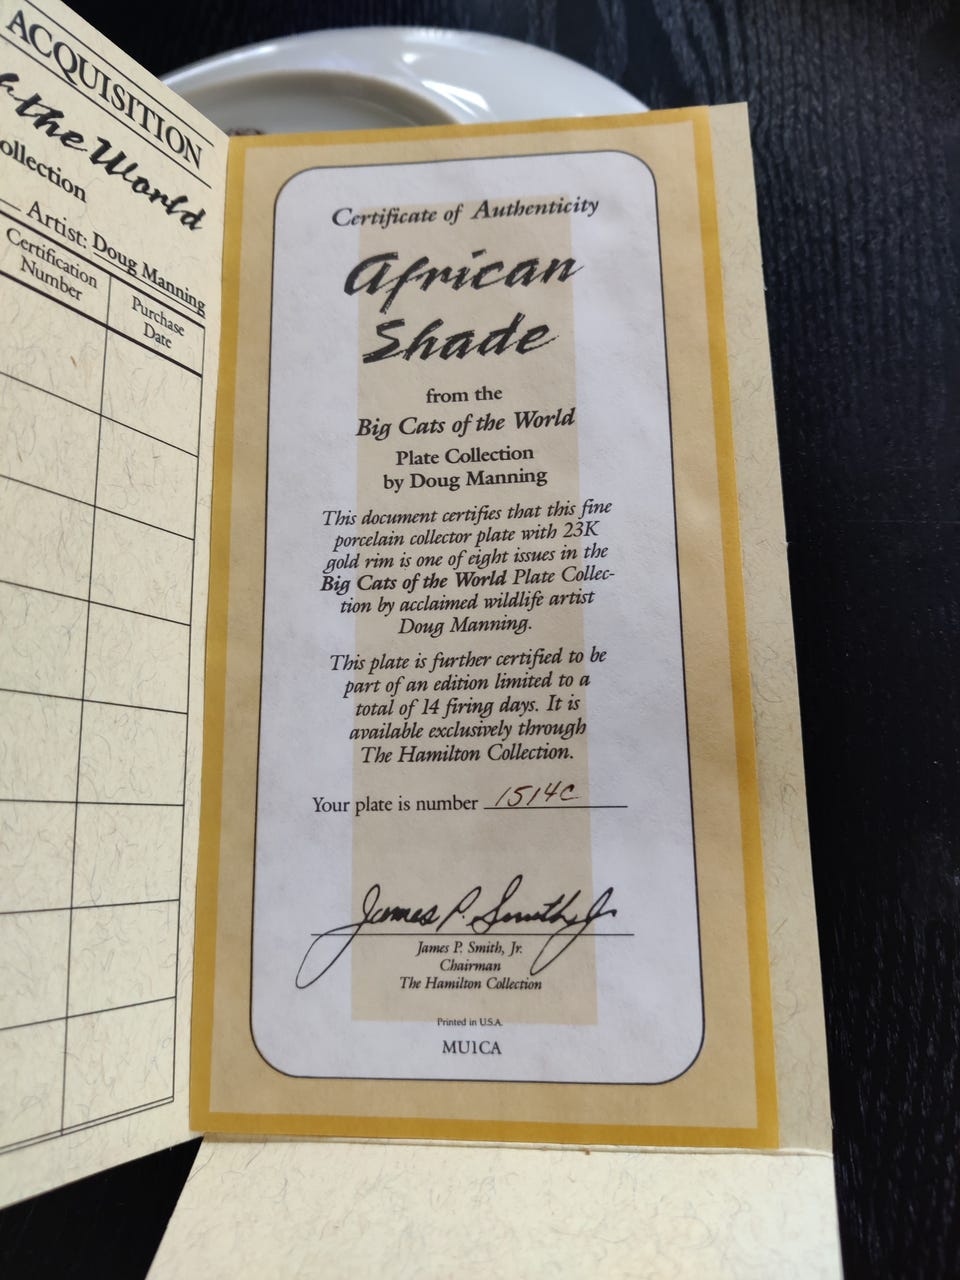 ACQUISITION
the World
ollection
Artist: Doug Manning
Certification
Number
Purchase
Date
Certificate of Authenticity
African
Shade
from the
Big Cats of the World
Plate Collection
by Doug Manning
This document certifies that this fine
porcelain collector plate with 23K
gold rim is one of eight issues in the
Big Cats of the World Plate Collec-
tion by acclaimed wildlife artist
Doug Manning.
This plate is further certified to be
part of an edition limited to a
total of 14 firing days. It is
available exclusively through
The Hamilton Collection.
Your plate is number 1514C
James P. Smith Jr
James P. Smith, Jr.
Chairman
The Hamilton Collection
Printed in U.S.A.
MU1CA